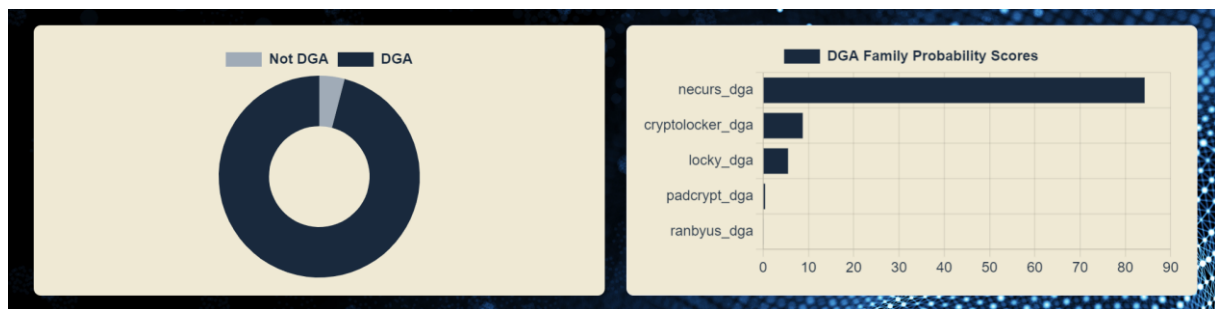 Not DGA DGA
DGA Family Probability Scores
necurs_dga
cryptolocker_dga
locky_dga
padcrypt_dga
ranbyus_dga
0 10 20 30 40 50 60 70 80 90